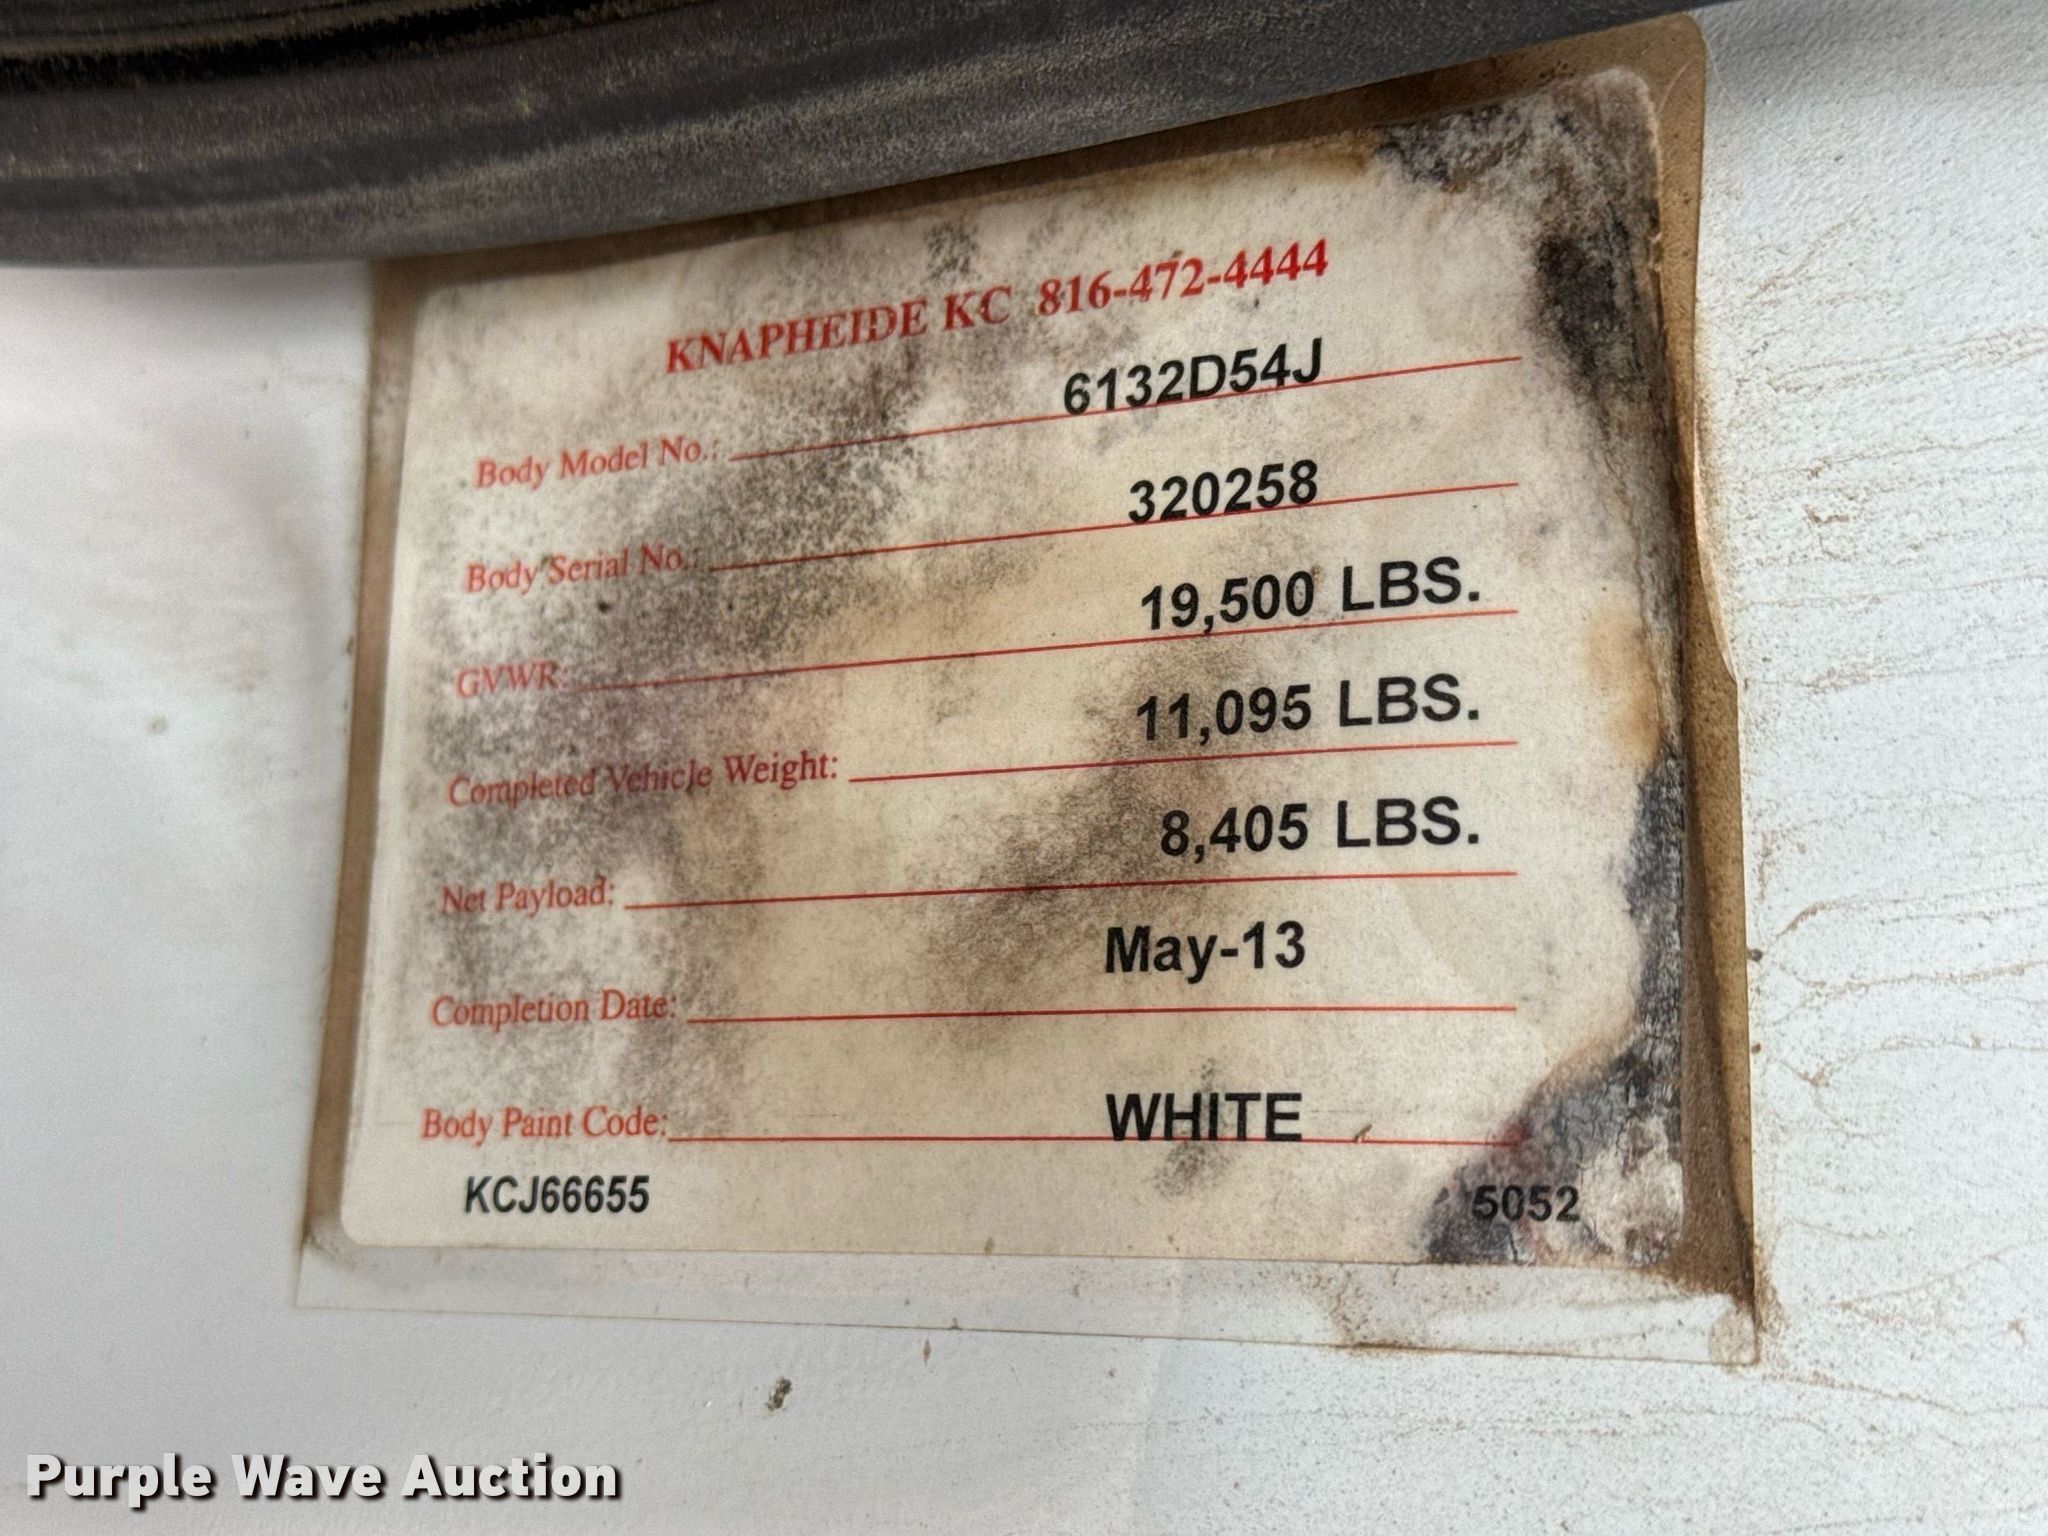 KNAPHEIDE KC 816-472-4444
Body Model No.: 6132D54J
Body Serial No.: 320258
GVWR: 19,500 LBS.
Completed Vehicle Weight: 11,095 LBS.
Net Payload: 8,405 LBS.
Completion Date: May-13
Body Paint Code: WHITE
KCJ66655 5052
Purple Wave Auction